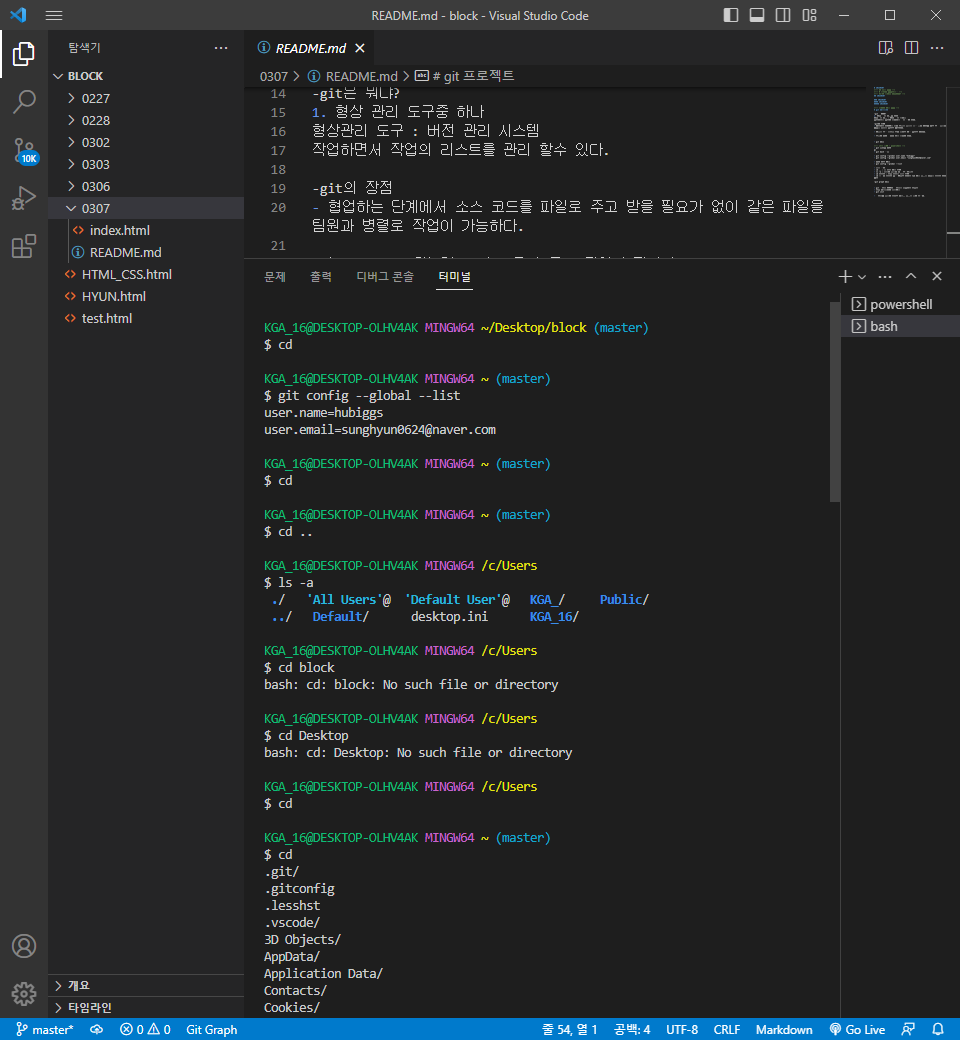 README.md - block - Visual Studio Code
탐색기
BLOCK
0227
0228
0302
0303
0306
0307
index.html
README.md
HTML_CSS.html
HYUN.html
test.html
개요
타임라인
10K
README.md
0307 > README.md > # git 프로젝트
14 -git은 뭐냐?
15 1. 형상 관리 도구중 하나
16 형상관리 도구 : 버전 관리 시스템
17 작업하면서 작업의 리스트를 관리 할수 있다.
18
19 -git의 장점
20 - 협업하는 단계에서 소스 코드를 파일로 주고 받을 필요가 없이 같은 파일을
팀원과 병렬로 작업이 가능하다.
21
문제 출력 디버그 콘솔 터미널
powershell
bash
KGA_16@DESKTOP-OLHV4AK MINGW64 ~/Desktop/block (master)
$ cd
KGA_16@DESKTOP-OLHV4AK MINGW64 ~ (master)
$ git config --global --list
user.name=hubiggs
user.email=sunghyun0624@naver.com
KGA_16@DESKTOP-OLHV4AK MINGW64 ~ (master)
$ cd
KGA_16@DESKTOP-OLHV4AK MINGW64 ~ (master)
$ cd ..
KGA_16@DESKTOP-OLHV4AK MINGW64 /c/Users
$ ls -a
./ 'All Users'@ 'Default User'@ KGA_/ Public/
../ Default/ desktop.ini KGA_16/
KGA_16@DESKTOP-OLHV4AK MINGW64 /c/Users
$ cd block
bash: cd: block: No such file or directory
KGA_16@DESKTOP-OLHV4AK MINGW64 /c/Users
$ cd Desktop
bash: cd: Desktop: No such file or directory
KGA_16@DESKTOP-OLHV4AK MINGW64 /c/Users
$ cd
KGA_16@DESKTOP-OLHV4AK MINGW64 ~ (master)
$ cd
.git/
.gitconfig
.lesshst
.vscode/
3D Objects/
AppData/
Application Data/
Contacts/
Cookies/
master* 0 0 Git Graph 줄 54, 열 1 공백: 4 UTF-8 CRLF Markdown Go Live